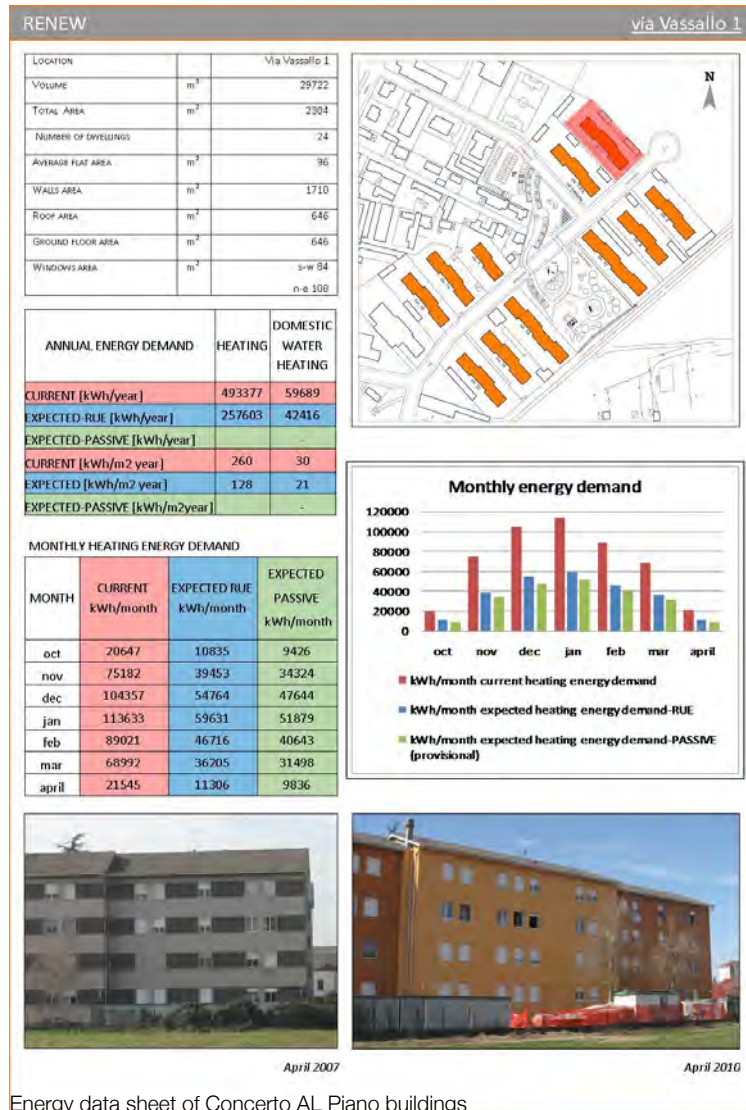 RENEW via Vassallo 1
LOCATION Via Vassallo 1
VOLUME m3 29722
TOTAL AREA m2 2304
NUMBER OF DWELLINGS 24
AVERAGE FLAT AREA m2 96
WALLS AREA m2 1710
ROOF AREA m2 646
GROUND FLOOR AREA m2 646
WINDOWS AREA m2 s-w 84
n-e 108
N
ANNUAL ENERGY DEMAND HEATING DOMESTIC WATER HEATING
CURRENT [kWh/year] 493377 59689
EXPECTED-RUE [kWh/year] 257603 42416
EXPECTED-PASSIVE [kWh/year] -
CURRENT [kWh/m2 year] 260 30
EXPECTED [kWh/m2 year] 128 21
EXPECTED-PASSIVE [kWh/m2year] -
MONTHLY HEATING ENERGY DEMAND
MONTH CURRENT kWh/month EXPECTED RUE kWh/month EXPECTED PASSIVE kWh/month
oct 20647 10835 9426
nov 75182 39453 34324
dec 104357 54764 47644
jan 113633 59631 51879
feb 89021 46716 40643
mar 68992 36205 31498
april 21545 11306 9836
Monthly energy demand
120000
100000
80000
60000
40000
20000
0
oct nov dec jan feb mar april
kWh/month current heating energy demand
kWh/month expected heating energy demand-RUE
kWh/month expected heating energy demand-PASSIVE
(provisional)
April 2007
April 2010
Energy data sheet of Concerto AL Piano buildings